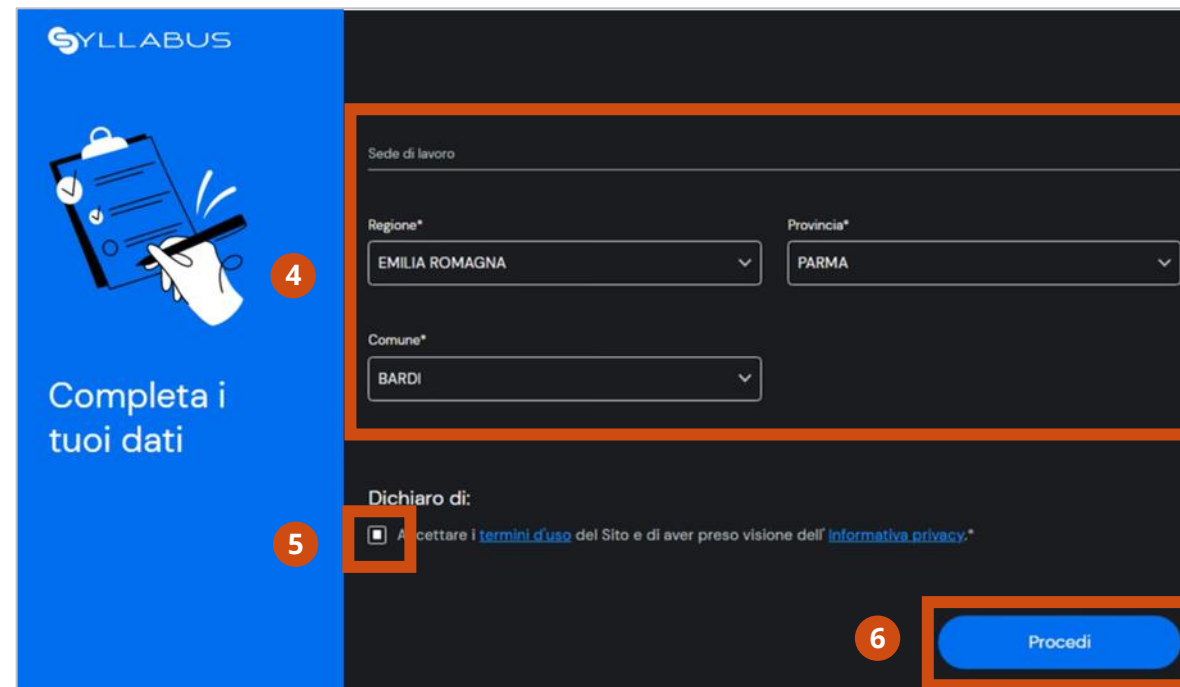 SYLLABUS
Sede di lavoro
Regione* Provincia*
EMILIA ROMAGNA PARMA
4
Comune*
BARDI
Completa i
tuoi dati
Dichiaro di:
5
Accettare i termini d'uso del Sito e di aver preso visione dell' Informativa privacy.*
6
Procedi